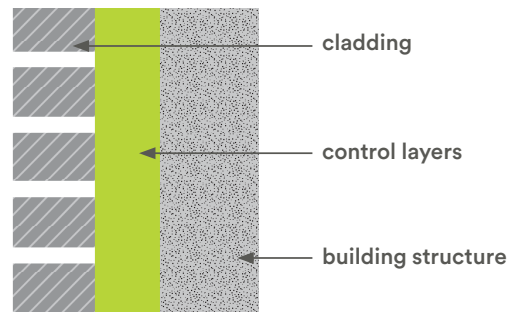 cladding
control layers
building structure